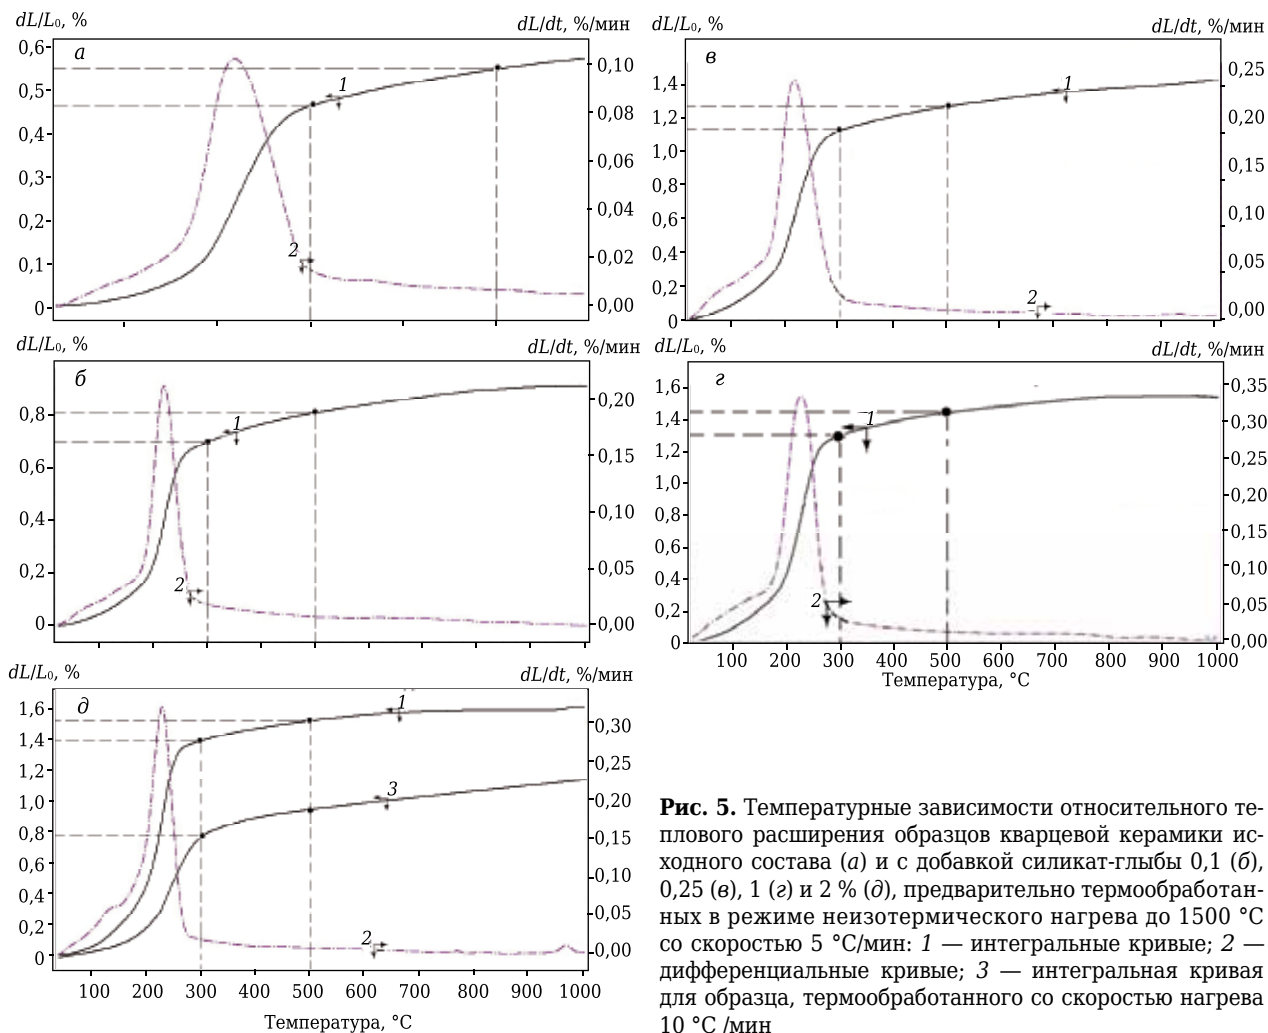 dL/L₀, %
dL/dt, %/мин
а
0,6
0,5
0,4
0,3
0,2
0,1
0
1
2
0,10
0,08
0,06
0,04
0,02
0,00
dL/L₀, %
dL/dt, %/мин
в
1,4
1,2
1,0
0,8
0,6
0,4
0,2
0
1
2
0,25
0,20
0,15
0,10
0,05
0,00
dL/L₀, %
dL/dt, %/мин
б
0,8
0,6
0,4
0,2
0
1
2
0,20
0,15
0,10
0,05
0,00
dL/L₀, %
dL/dt, %/мин
г
1,6
1,4
1,2
1,0
0,8
0,6
0,4
0,2
0
1
2
0,35
0,30
0,25
0,20
0,15
0,10
0,05
0,00
100 200 300 400 500 600 700 800 900 1000
Температура, °С
dL/L₀, %
dL/dt, %/мин
д
1,6
1,4
1,2
1,0
0,8
0,6
0,4
0,2
0
1
3
2
0,30
0,25
0,20
0,15
0,10
0,05
0,00
100 200 300 400 500 600 700 800 900 1000
Температура, °С
Рис. 5. Температурные зависимости относительного те-
плового расширения образцов кварцевой керамики ис-
ходного состава (а) и с добавкой силикат-глыбы 0,1 (б),
0,25 (в), 1 (г) и 2 % (д), предварительно термообработан-
ных в режиме неизотермического нагрева до 1500 °С
со скоростью 5 °С/мин: 1 — интегральные кривые; 2 —
дифференциальные кривые; 3 — интегральная кривая
для образца, термообработанного со скоростью нагрева
10 °С /мин